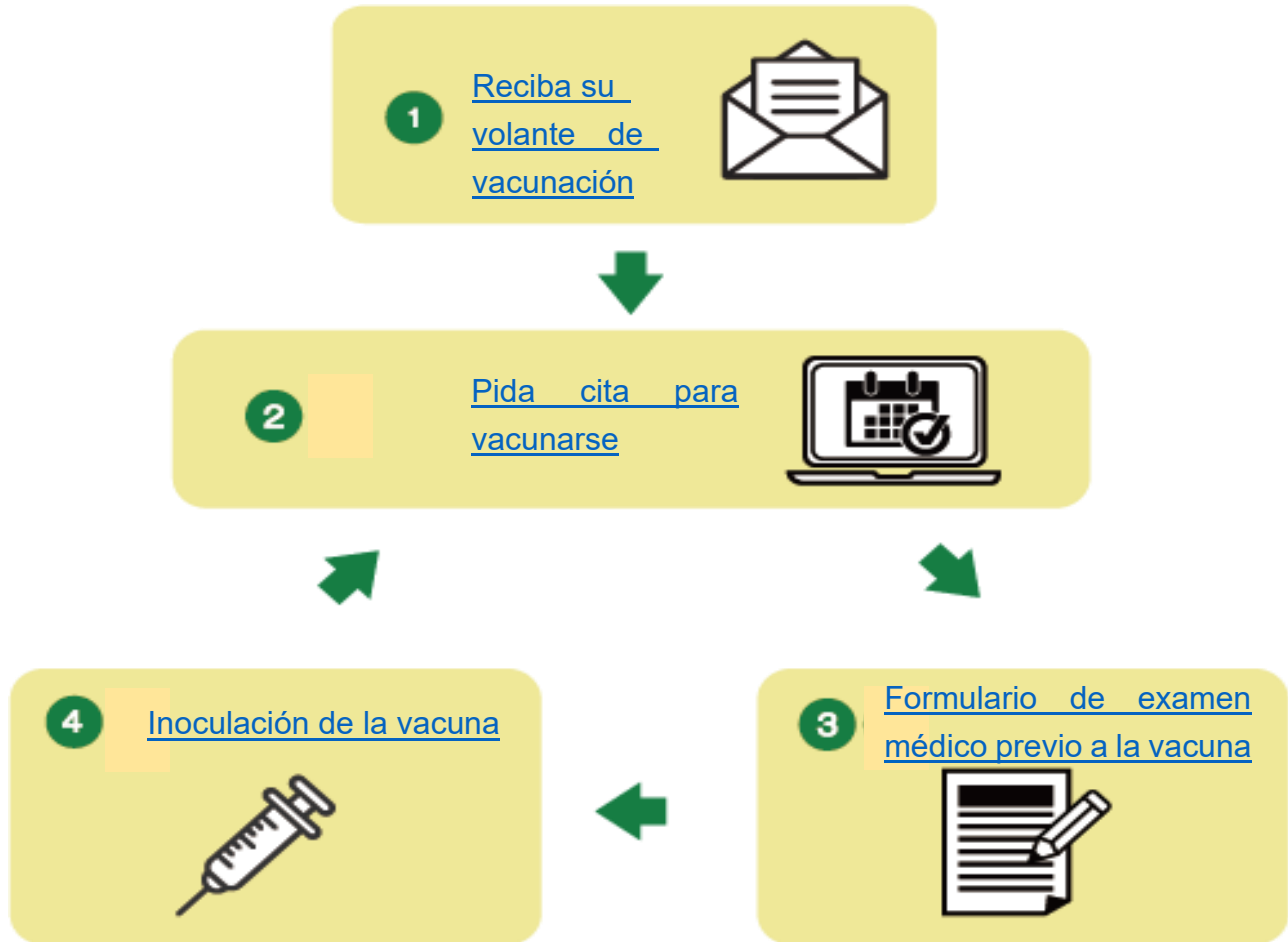 1
Reciba su
volante de
vacunación
2
Pida cita para
vacunarse
4
Inoculación de la vacuna
3
Formulario de examen
médico previo a la vacuna